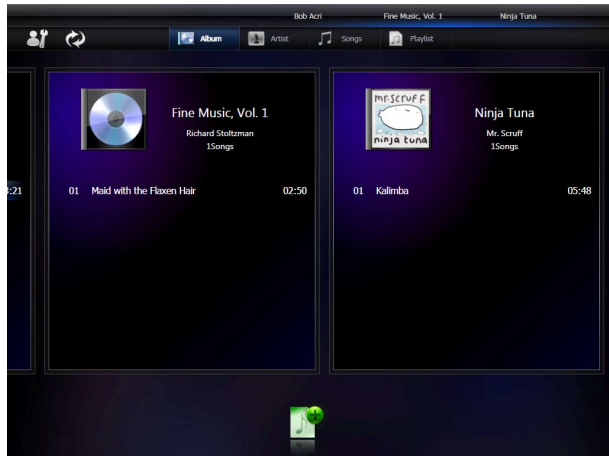 Bob Acri Fine Music, Vol. 1 Ninja Tuna
Album Artist Songs Playlist
Fine Music, Vol. 1
Richard Stoltzman
1Songs
01 Maid with the Flaxen Hair 02:50
mr.scruff
ninja tuna
Ninja Tuna
Mr. Scruff
1Songs
01 Kalimba 05:48